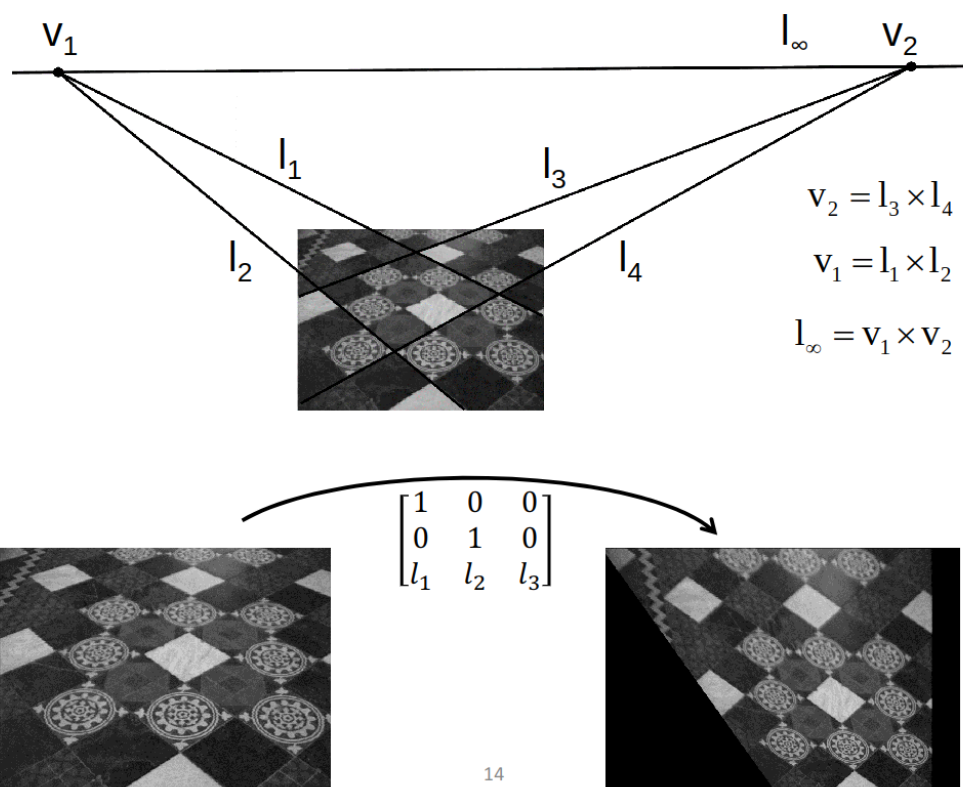 v₁ l∞ v₂
l₁ l₃
l₂ l₄
v₂ = l₃ × l₄
v₁ = l₁ × l₂
l∞ = v₁ × v₂
[1 0 0
0 1 0
l₁ l₂ l₃]
14